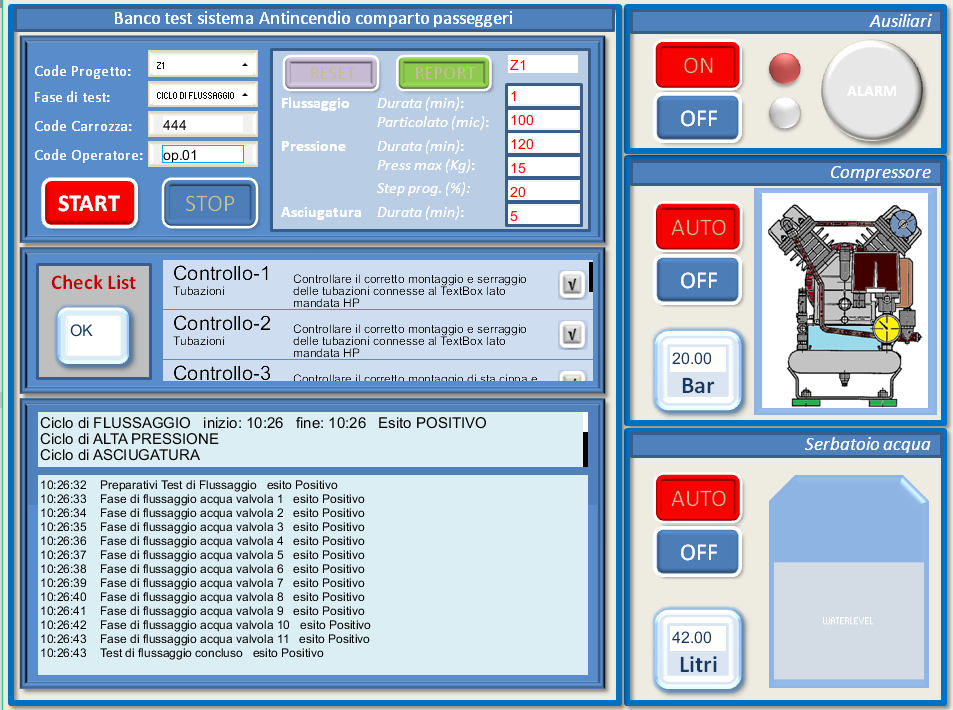 Banco test sistema Antincendio comparto passeggeri
Code Progetto: Z1
Fase di test: CICLO DI FLUSSAGGIO
Code Carrozza: 444
Code Operatore: op.01
START STOP
RESET REPORT Z1
Flussaggio Durata (min): 1
Particolato (mic): 100
Pressione Durata (min): 120
Press max (Kg): 15
Step prog. (%): 20
Asciugatura Durata (min): 5
Check List
OK
Controllo-1
Tubazioni
Controllare il corretto montaggio e serraggio
delle tubazioni connesse al TextBox lato
mandata HP
√
Controllo-2
Tubazioni
Controllare il corretto montaggio e serraggio
delle tubazioni connesse al TextBox lato
mandata HP
√
Controllo-3
Controllare il corretto montaggio di sta cippa e
Ciclo di FLUSSAGGIO inizio: 10:26 fine: 10:26 Esito POSITIVO
Ciclo di ALTA PRESSIONE
Ciclo di ASCIUGATURA
10:26:32 Preparativi Test di Flussaggio esito Positivo
10:26:33 Fase di flussaggio acqua valvola 1 esito Positivo
10:26:34 Fase di flussaggio acqua valvola 2 esito Positivo
10:26:35 Fase di flussaggio acqua valvola 3 esito Positivo
10:26:36 Fase di flussaggio acqua valvola 4 esito Positivo
10:26:37 Fase di flussaggio acqua valvola 5 esito Positivo
10:26:38 Fase di flussaggio acqua valvola 6 esito Positivo
10:26:39 Fase di flussaggio acqua valvola 7 esito Positivo
10:26:40 Fase di flussaggio acqua valvola 8 esito Positivo
10:26:41 Fase di flussaggio acqua valvola 9 esito Positivo
10:26:42 Fase di flussaggio acqua valvola 10 esito Positivo
10:26:43 Fase di flussaggio acqua valvola 11 esito Positivo
10:26:43 Test di flussaggio concluso esito Positivo
Ausiliari
ON
OFF
ALARM
Compressore
AUTO
OFF
20.00
Bar
Serbatoio acqua
AUTO
OFF
42.00
Litri
WATERLEVEL